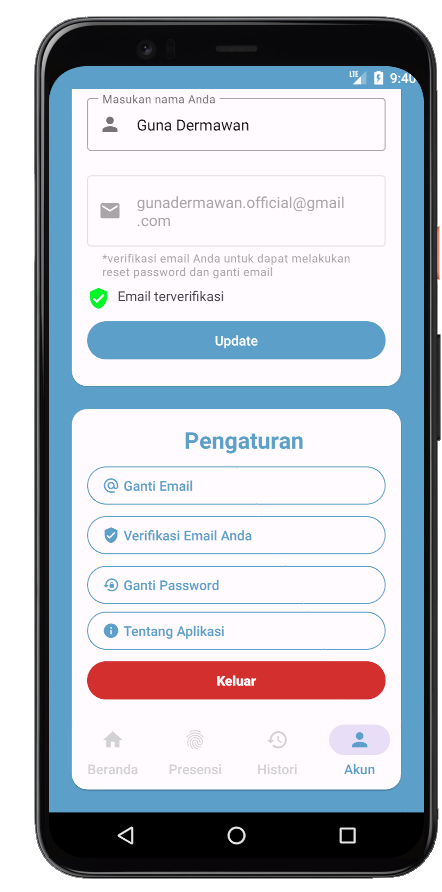 9:40
Masukan nama Anda
Guna Dermawan
gunadermawan.official@gmail
.com
*verifikasi email Anda untuk dapat melakukan
reset password dan ganti email
Email terverifikasi
Update
Pengaturan
Ganti Email
Verifikasi Email Anda
Ganti Password
Tentang Aplikasi
Keluar
Beranda Presensi Histori Akun